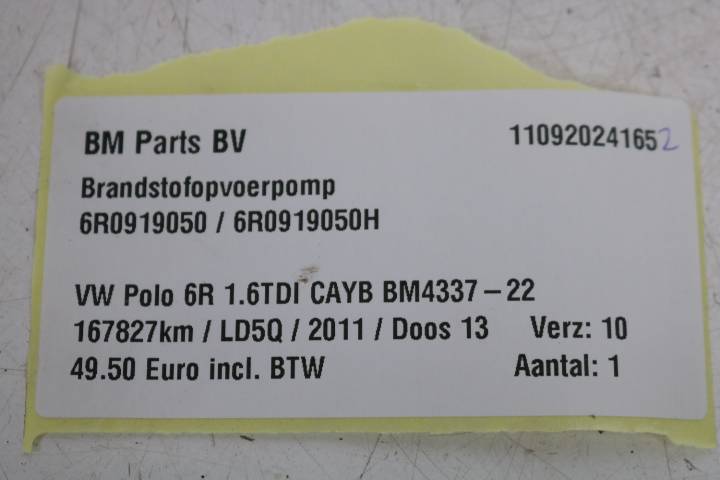 BM Parts BV 110920241652
Brandstofopvoerpomp
6R0919050 / 6R0919050H
VW Polo 6R 1.6TDI CAYB BM4337-22
167827km / LD5Q / 2011 / Doos 13 Verz: 10
49.50 Euro incl. BTW Aantal: 1